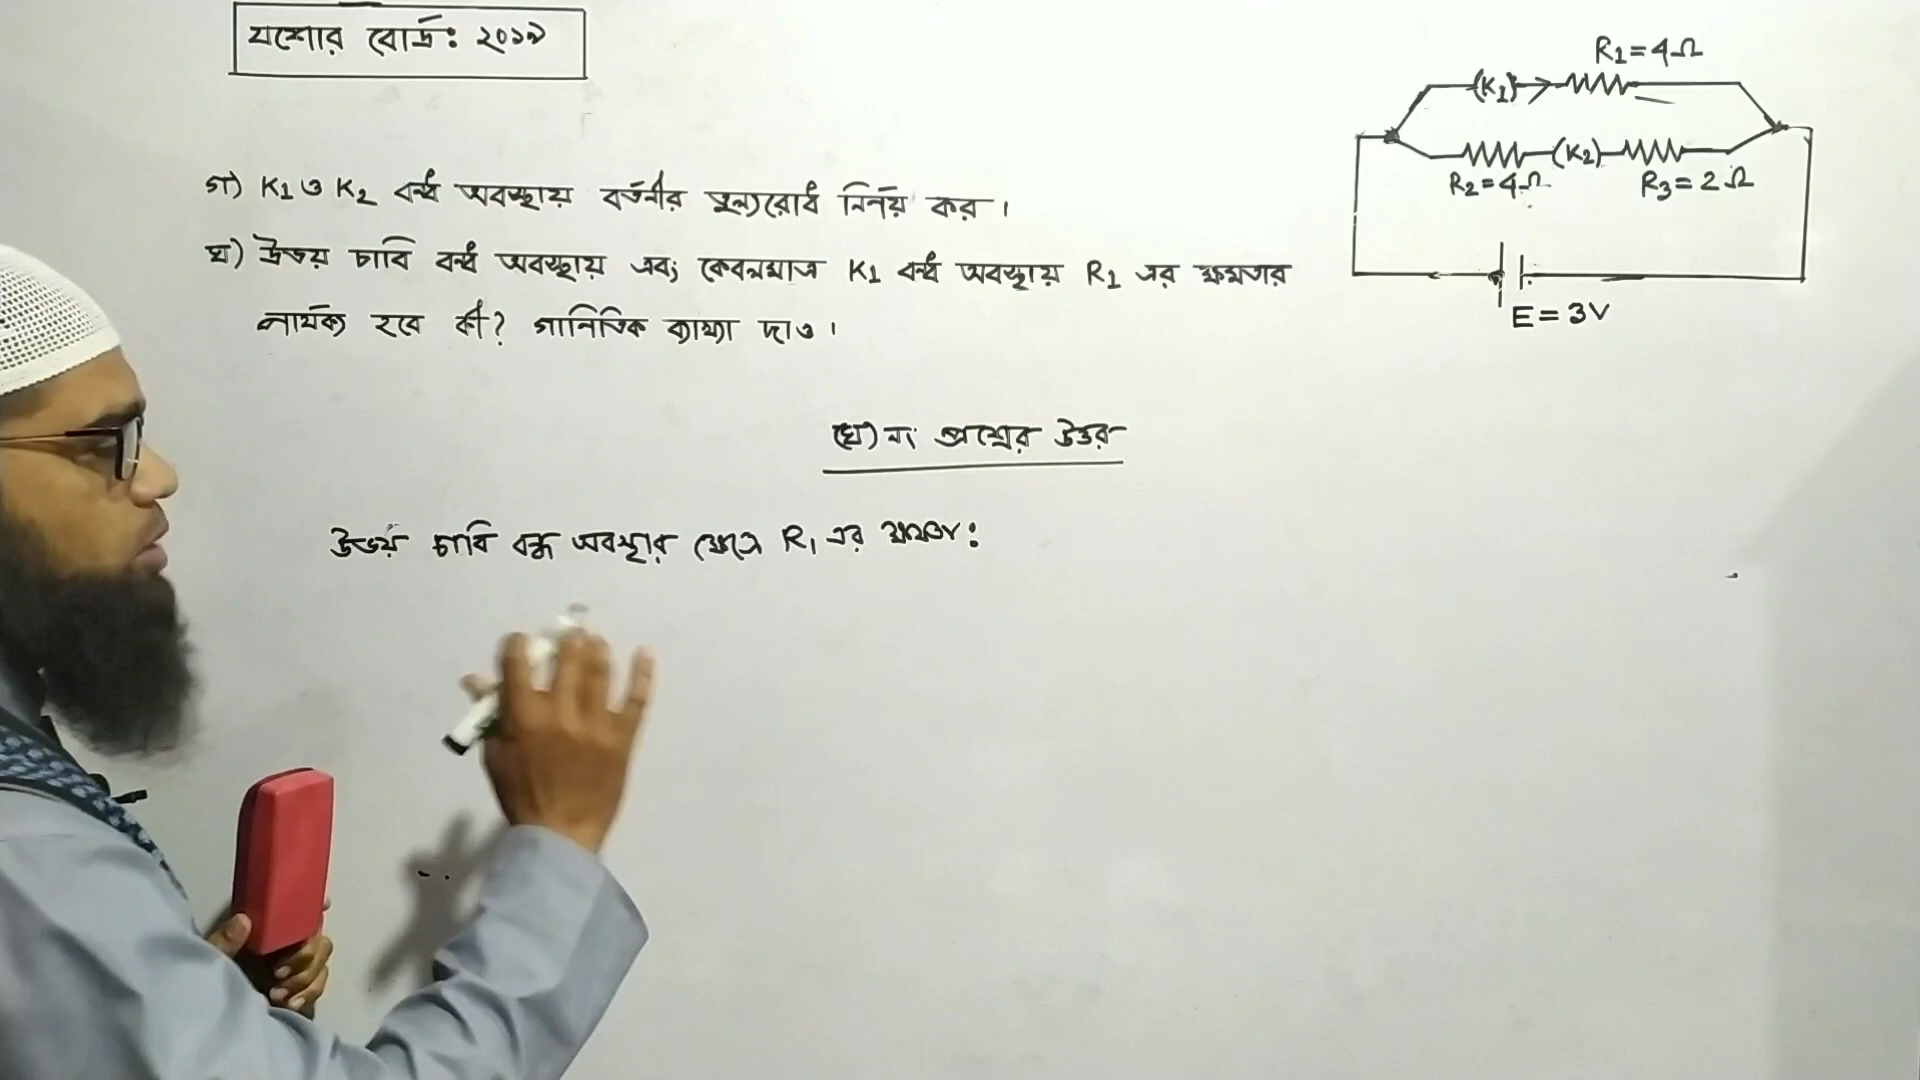 যশোর বোর্ড: ২০১৯
R₁ = 4Ω
(K₁)
(K₂)
R₂ = 4Ω R₃ = 2Ω
E = 3V
গ) K₁ ও K₂ বন্ধ অবস্থায় বর্তনীর তুল্যরোধ নির্ণয় কর।
ঘ) উভয় চাবি বন্ধ অবস্থায় এবং কেবলমাত্র K₁ বন্ধ অবস্থায় R₁ এর ক্ষমতার
পার্থক্য হবে কী? গাণিতিক ব্যাখ্যা দাও।
(ঘ) নং প্রশ্নের উত্তর
উভয় চাবি বন্ধ অবস্থার ক্ষেত্রে R₁ এর ক্ষমতা: